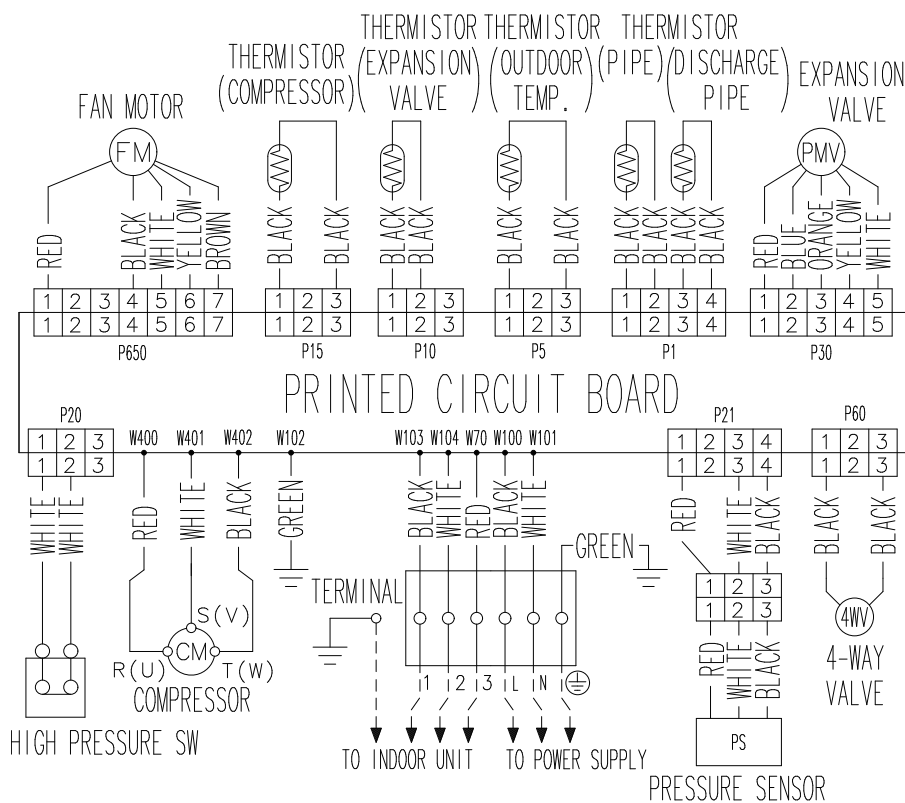 THERMISTOR THERMISTOR THERMISTOR
THERMISTOR (EXPANSION) (OUTDOOR) (PIPE) (DISCHARGE) EXPANSION
(COMPRESSOR) VALVE TEMP. PIPE VALVE
FAN MOTOR
FM PMV
RED BLACK WHITE YELLOW BROWN BLACK BLACK BLACK BLACK BLACK BLACK BLACK BLACK BLACK BLACK RED BLUE ORANGE YELLOW WHITE
1 2 3 4 5 6 7 1 2 3 1 2 3 1 2 3 1 2 3 4 1 2 3 4 5
1 2 3 4 5 6 7 1 2 3 1 2 3 1 2 3 1 2 3 4 1 2 3 4 5
P650 P15 P10 P5 P1 P30
PRINTED CIRCUIT BOARD
P20 P21 P60
1 2 3 W400 W401 W402 W102 W103 W104 W70 W100 W101 1 2 3 4 1 2 3
1 2 3 1 2 3 4 1 2 3
WHITE WHITE RED WHITE BLACK GREEN BLACK WHITE RED BLACK WHITE RED WHITE BLACK BLACK BLACK
GREEN
1 2 3
1 2 3
TERMINAL
S(V) 4WV
CM
R(U) T(W)
COMPRESSOR
RED WHITE BLACK
4-WAY
VALVE
1 2 3 L N
HIGH PRESSURE SW
PS
TO INDOOR UNIT TO POWER SUPPLY
PRESSURE SENSOR